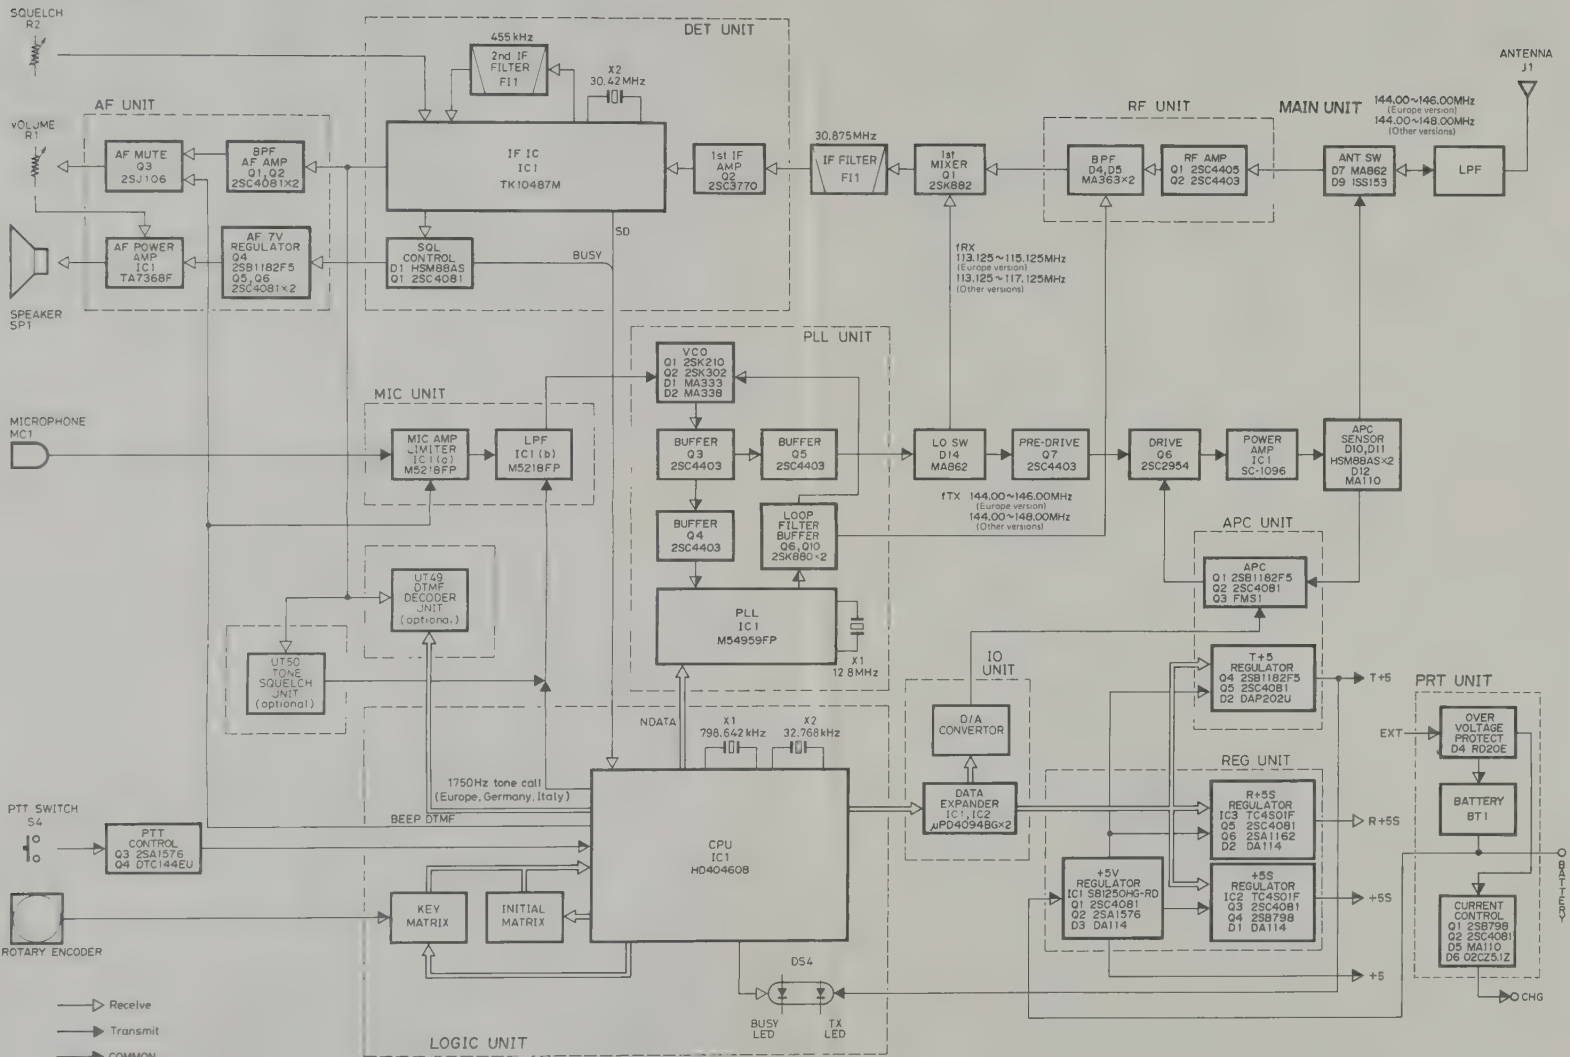 SQUELCH
R2
DET UNIT
455kHz
2nd IF
FILTER
FI1
X2
30.42MHz
ANTENNA
J1
AF UNIT
VOLUME
R1
AF MUTE
Q3
2SJ106
BPF
AF AMP
Q1,Q2
2SC4081×2
IF IC
IC1
TK10487M
1st IF
AMP
Q2
2SC3770
30.875MHz
IF FILTER
FI1
1st
MIXER
Q1
2SK882
RF UNIT
BPF
D4,D5
MA363×2
RF AMP
Q1 2SC4405
Q2 2SC4403
MAIN UNIT
144.00~146.00MHz
(Europe version)
144.00~148.00MHz
(Other versions)
ANT SW
D7 MA862
D9 1SS153
LPF
SPEAKER
SP1
AF POWER
AMP
IC1
TA7368F
AF 7V
REGULATOR
Q4
2SB1182F5
Q5,Q6
2SC4081×2
SQL
CONTROL
D1 HSM88AS
Q1 2SC4081
BUSY
SD
fRX
113.125~115.125MHz
(Europe version)
113.125~117.125MHz
(Other versions)
PLL UNIT
VCO
Q1 2SK210
Q2 2SK302
D1 MA333
D2 MA338
MIC UNIT
MICROPHONE
MC1
MIC AMP
LIMITER
IC1(a)
M5218FP
LPF
IC1(b)
M5218FP
BUFFER
Q3
2SC4403
BUFFER
Q5
2SC4403
LO SW
D14
MA862
PRE-DRIVE
Q7
2SC4403
DRIVE
Q6
2SC2954
POWER
AMP
IC1
SC-1096
APC
SENSOR
D10,D11
HSM88AS×2
D12
MA110
fTX 144.00~146.00MHz
(Europe version)
144.00~148.00MHz
(Other versions)
BUFFER
Q4
2SC4403
LOOP
FILTER
BUFFER
Q6,Q10
2SK880×2
APC UNIT
APC
Q1 2SB1182F5
Q2 2SC4081
Q3 FMS1
UT49
DTMF
DECODER
UNIT
(optional)
PLL
IC1
M54959FP
X1
12.8MHz
UT50
TONE
SQUELCH
UNIT
(optional)
IO
UNIT
D/A
CONVERTOR
T+5
REGULATOR
Q4 2SB1182F5
Q5 2SC4081
D2 DAP202U
T+5
PRT UNIT
EXT
OVER
VOLTAGE
PROTECT
D4 RD20E
NDATA
X1
798.642kHz
X2
32.768kHz
1750Hz tone call
(Europe, Germany, Italy)
BEEP DTMF
DATA
EXPANDER
IC1,IC2
μPD4094BG×2
REG UNIT
R+5S
REGULATOR
IC3 TC4S01F
Q5 2SC4081
Q6 2SA1162
D2 DA114
R+5S
BATTERY
BT1
BATTERY
PTT SWITCH
S4
PTT
CONTROL
Q3 2SA1576
Q4 DTC144EU
CPU
IC1
HD404608
+5V
REGULATOR
IC1 S81250HG-RD
Q1 2SC4081
Q2 2SA1576
D3 DA114
+5S
REGULATOR
IC2 TC4S01F
Q3 2SC4081
Q4 2SB798
D1 DA114
+5S
CURRENT
CONTROL
Q1 2SB798
Q2 2SC4081
D5 MA110
D6 02CZ5.1Z
ROTARY ENCODER
KEY
MATRIX
INITIAL
MATRIX
DS4
+5
CHG
Receive
Transmit
COMMON
BUSY
LED
TX
LED
LOGIC UNIT